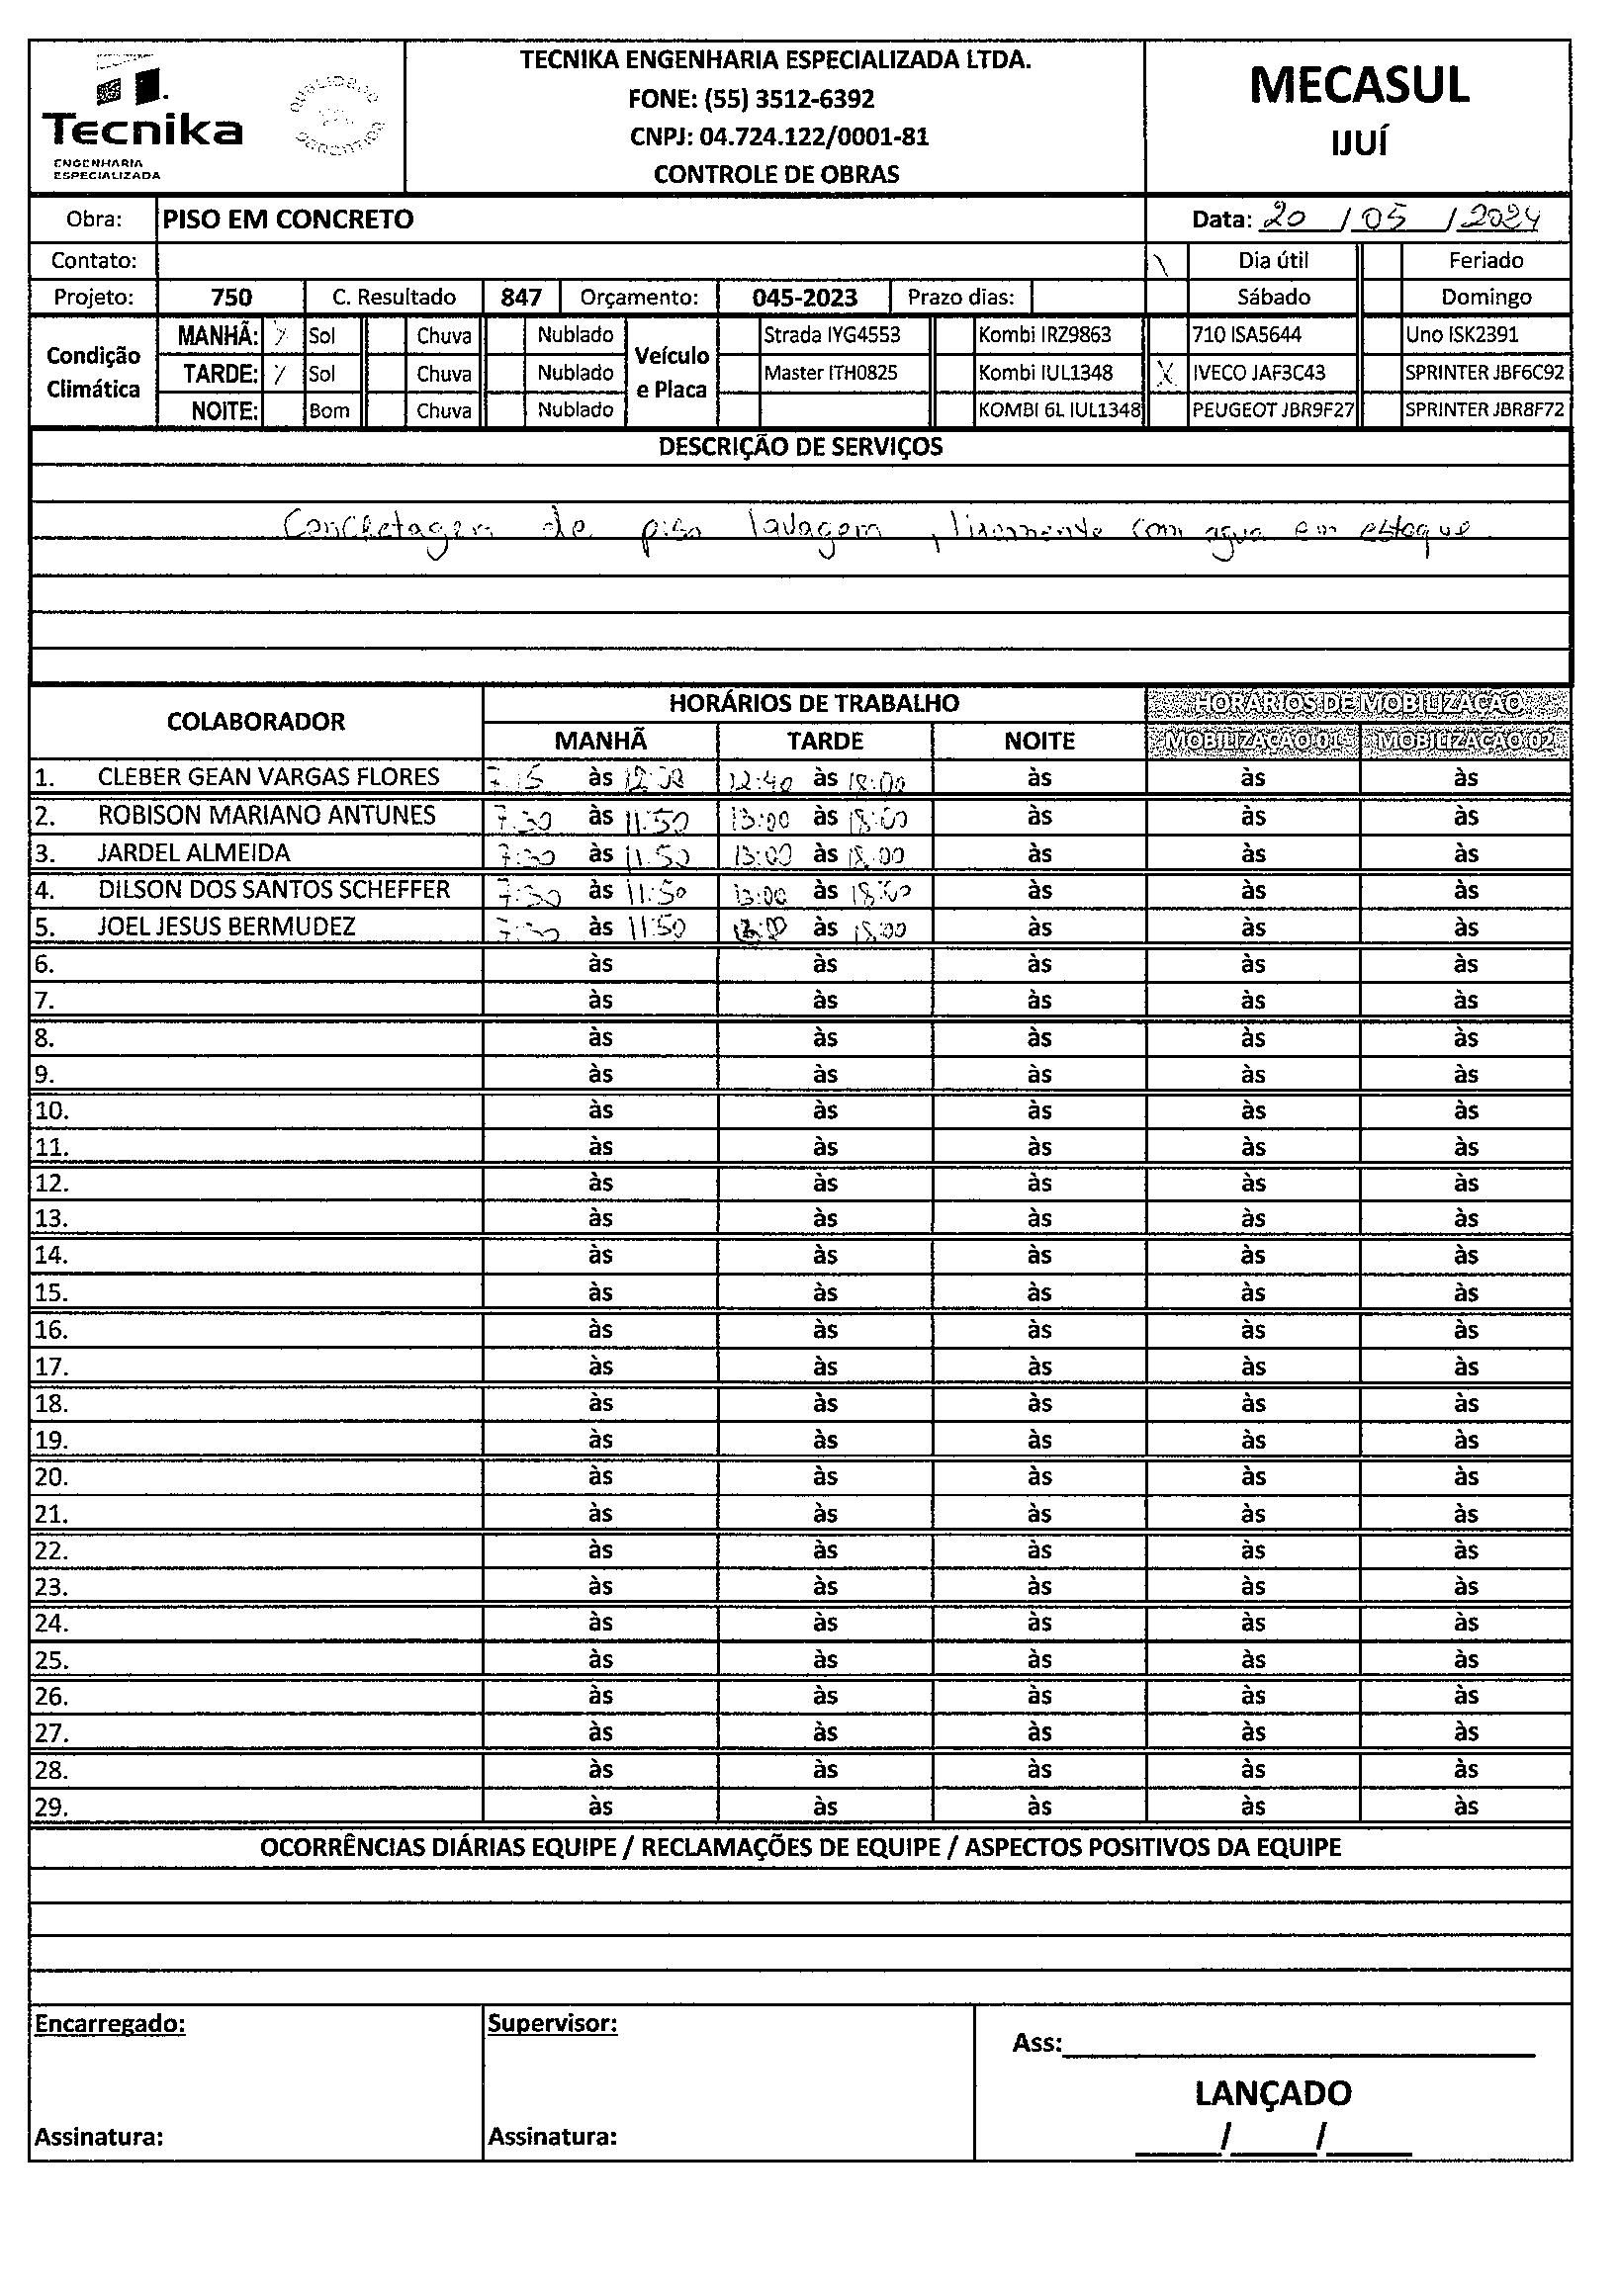 Tecnika
ENGENHARIA
ESPECIALIZADA
QUALIDADE
GARANTIDA
TECNIKA ENGENHARIA ESPECIALIZADA LTDA.
FONE: (55) 3512-6392
CNPJ: 04.724.122/0001-81
CONTROLE DE OBRAS
MECASUL
IJUÍ
Obra: PISO EM CONCRETO Data: 20 / 05 / 2024
Contato: \ Dia útil Feriado
Projeto: 750 C. Resultado 847 Orçamento: 045-2023 Prazo dias: Sábado Domingo
Condição Climática
MANHÃ: X Sol Chuva Nublado
TARDE: X Sol Chuva Nublado
NOITE: Bom Chuva Nublado
Veículo e Placa
Strada IYG4553 Kombi IRZ9863 710 ISA5644 Uno ISK2391
Master ITH0825 Kombi IUL1348 X IVECO JAF3C43 SPRINTER JBF6C92
KOMBI 6L IUL1348 PEUGEOT JBR9F27 SPRINTER JBR8F72
DESCRIÇÃO DE SERVIÇOS
Concretagem de piso lavagem, com agua em estoque
COLABORADOR HORÁRIOS DE TRABALHO HORÁRIOS DE MOBILIZAÇÃO
MANHÃ TARDE NOITE MOBILIZAÇÃO 01 MOBILIZAÇÃO 02
1. CLEBER GEAN VARGAS FLORES 7:15 às 12:00 12:40 às 18:00 às às às
2. ROBISON MARIANO ANTUNES 7:30 às 11:50 13:00 às 18:00 às às às
3. JARDEL ALMEIDA 7:30 às 11:50 13:00 às 18:00 às às às
4. DILSON DOS SANTOS SCHEFFER 7:30 às 11:50 13:00 às 18:00 às às às
5. JOEL JESUS BERMUDEZ 7:30 às 11:50 13:00 às 18:00 às às às
6. às às às às às
7. às às às às às
8. às às às às às
9. às às às às às
10. às às às às às
11. às às às às às
12. às às às às às
13. às às às às às
14. às às às às às
15. às às às às às
16. às às às às às
17. às às às às às
18. às às às às às
19. às às às às às
20. às às às às às
21. às às às às às
22. às às às às às
23. às às às às às
24. às às às às às
25. às às às às às
26. às às às às às
27. às às às às às
28. às às às às às
29. às às às às às
OCORRÊNCIAS DIÁRIAS EQUIPE / RECLAMAÇÕES DE EQUIPE / ASPECTOS POSITIVOS DA EQUIPE
Encarregado: Supervisor:
Ass:
LANÇADO
Assinatura: Assinatura: / /